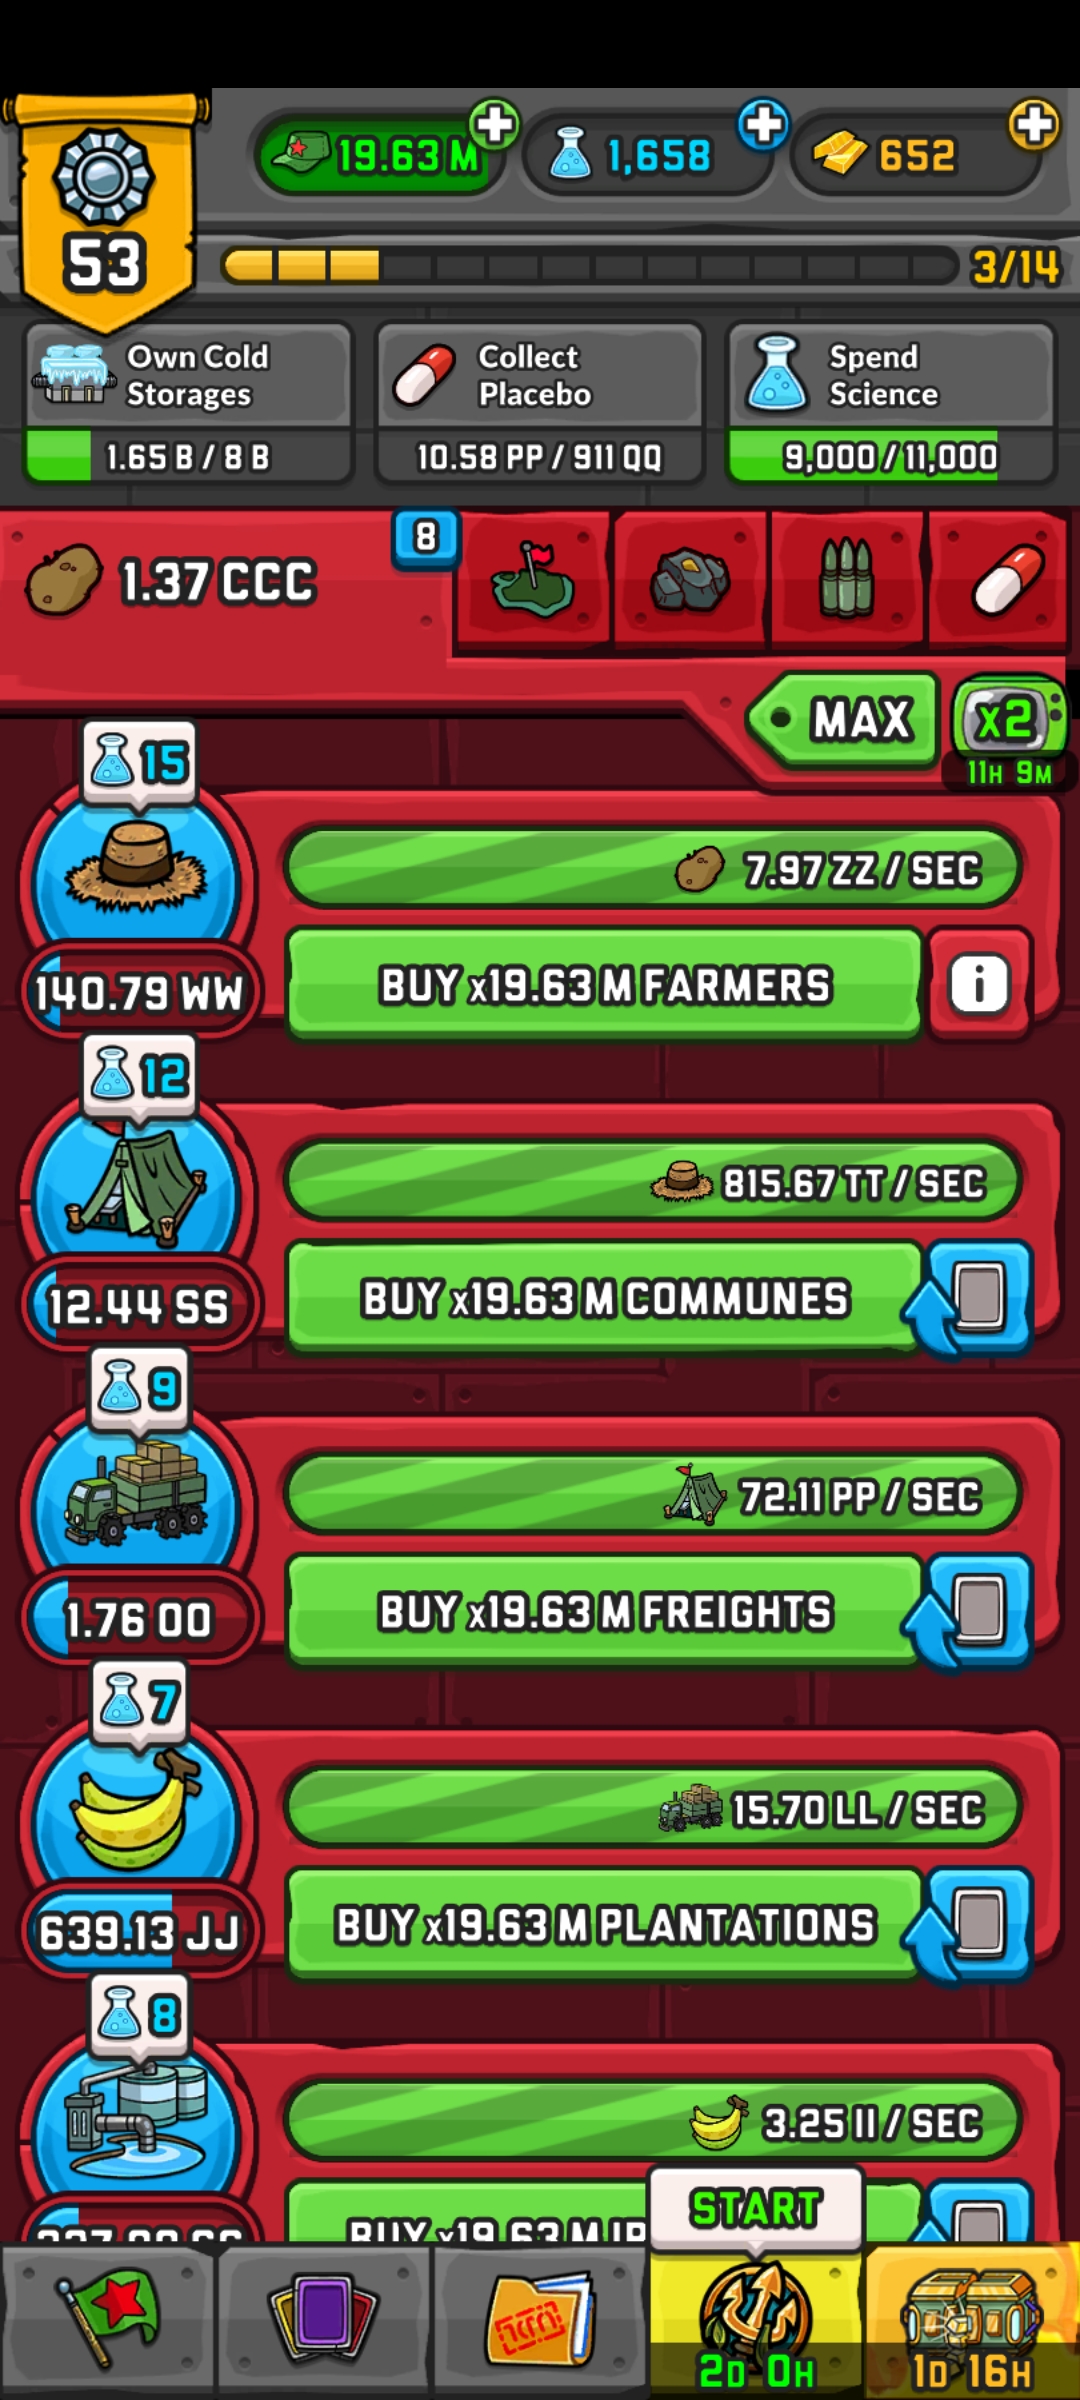 19.63 M
1,658
652
53
3/14
Own Cold
Storages
1.65 B / 8 B
Collect
Placebo
10.58 PP / 911 QQ
Spend
Science
9,000 / 11,000
1.37 CCC
8
MAX
x2
11H 9M
15
7.97 ZZ / SEC
140.79 WW
BUY x19.63 M FARMERS
i
12
815.67 TT / SEC
12.44 SS
BUY x19.63 M COMMUNES
9
72.11 PP / SEC
1.76 OO
BUY x19.63 M FREIGHTS
7
15.70 LL / SEC
639.13 JJ
BUY x19.63 M PLANTATIONS
8
3.25 II / SEC
BUY x19.63 M
START
2D 0H
1D 16H